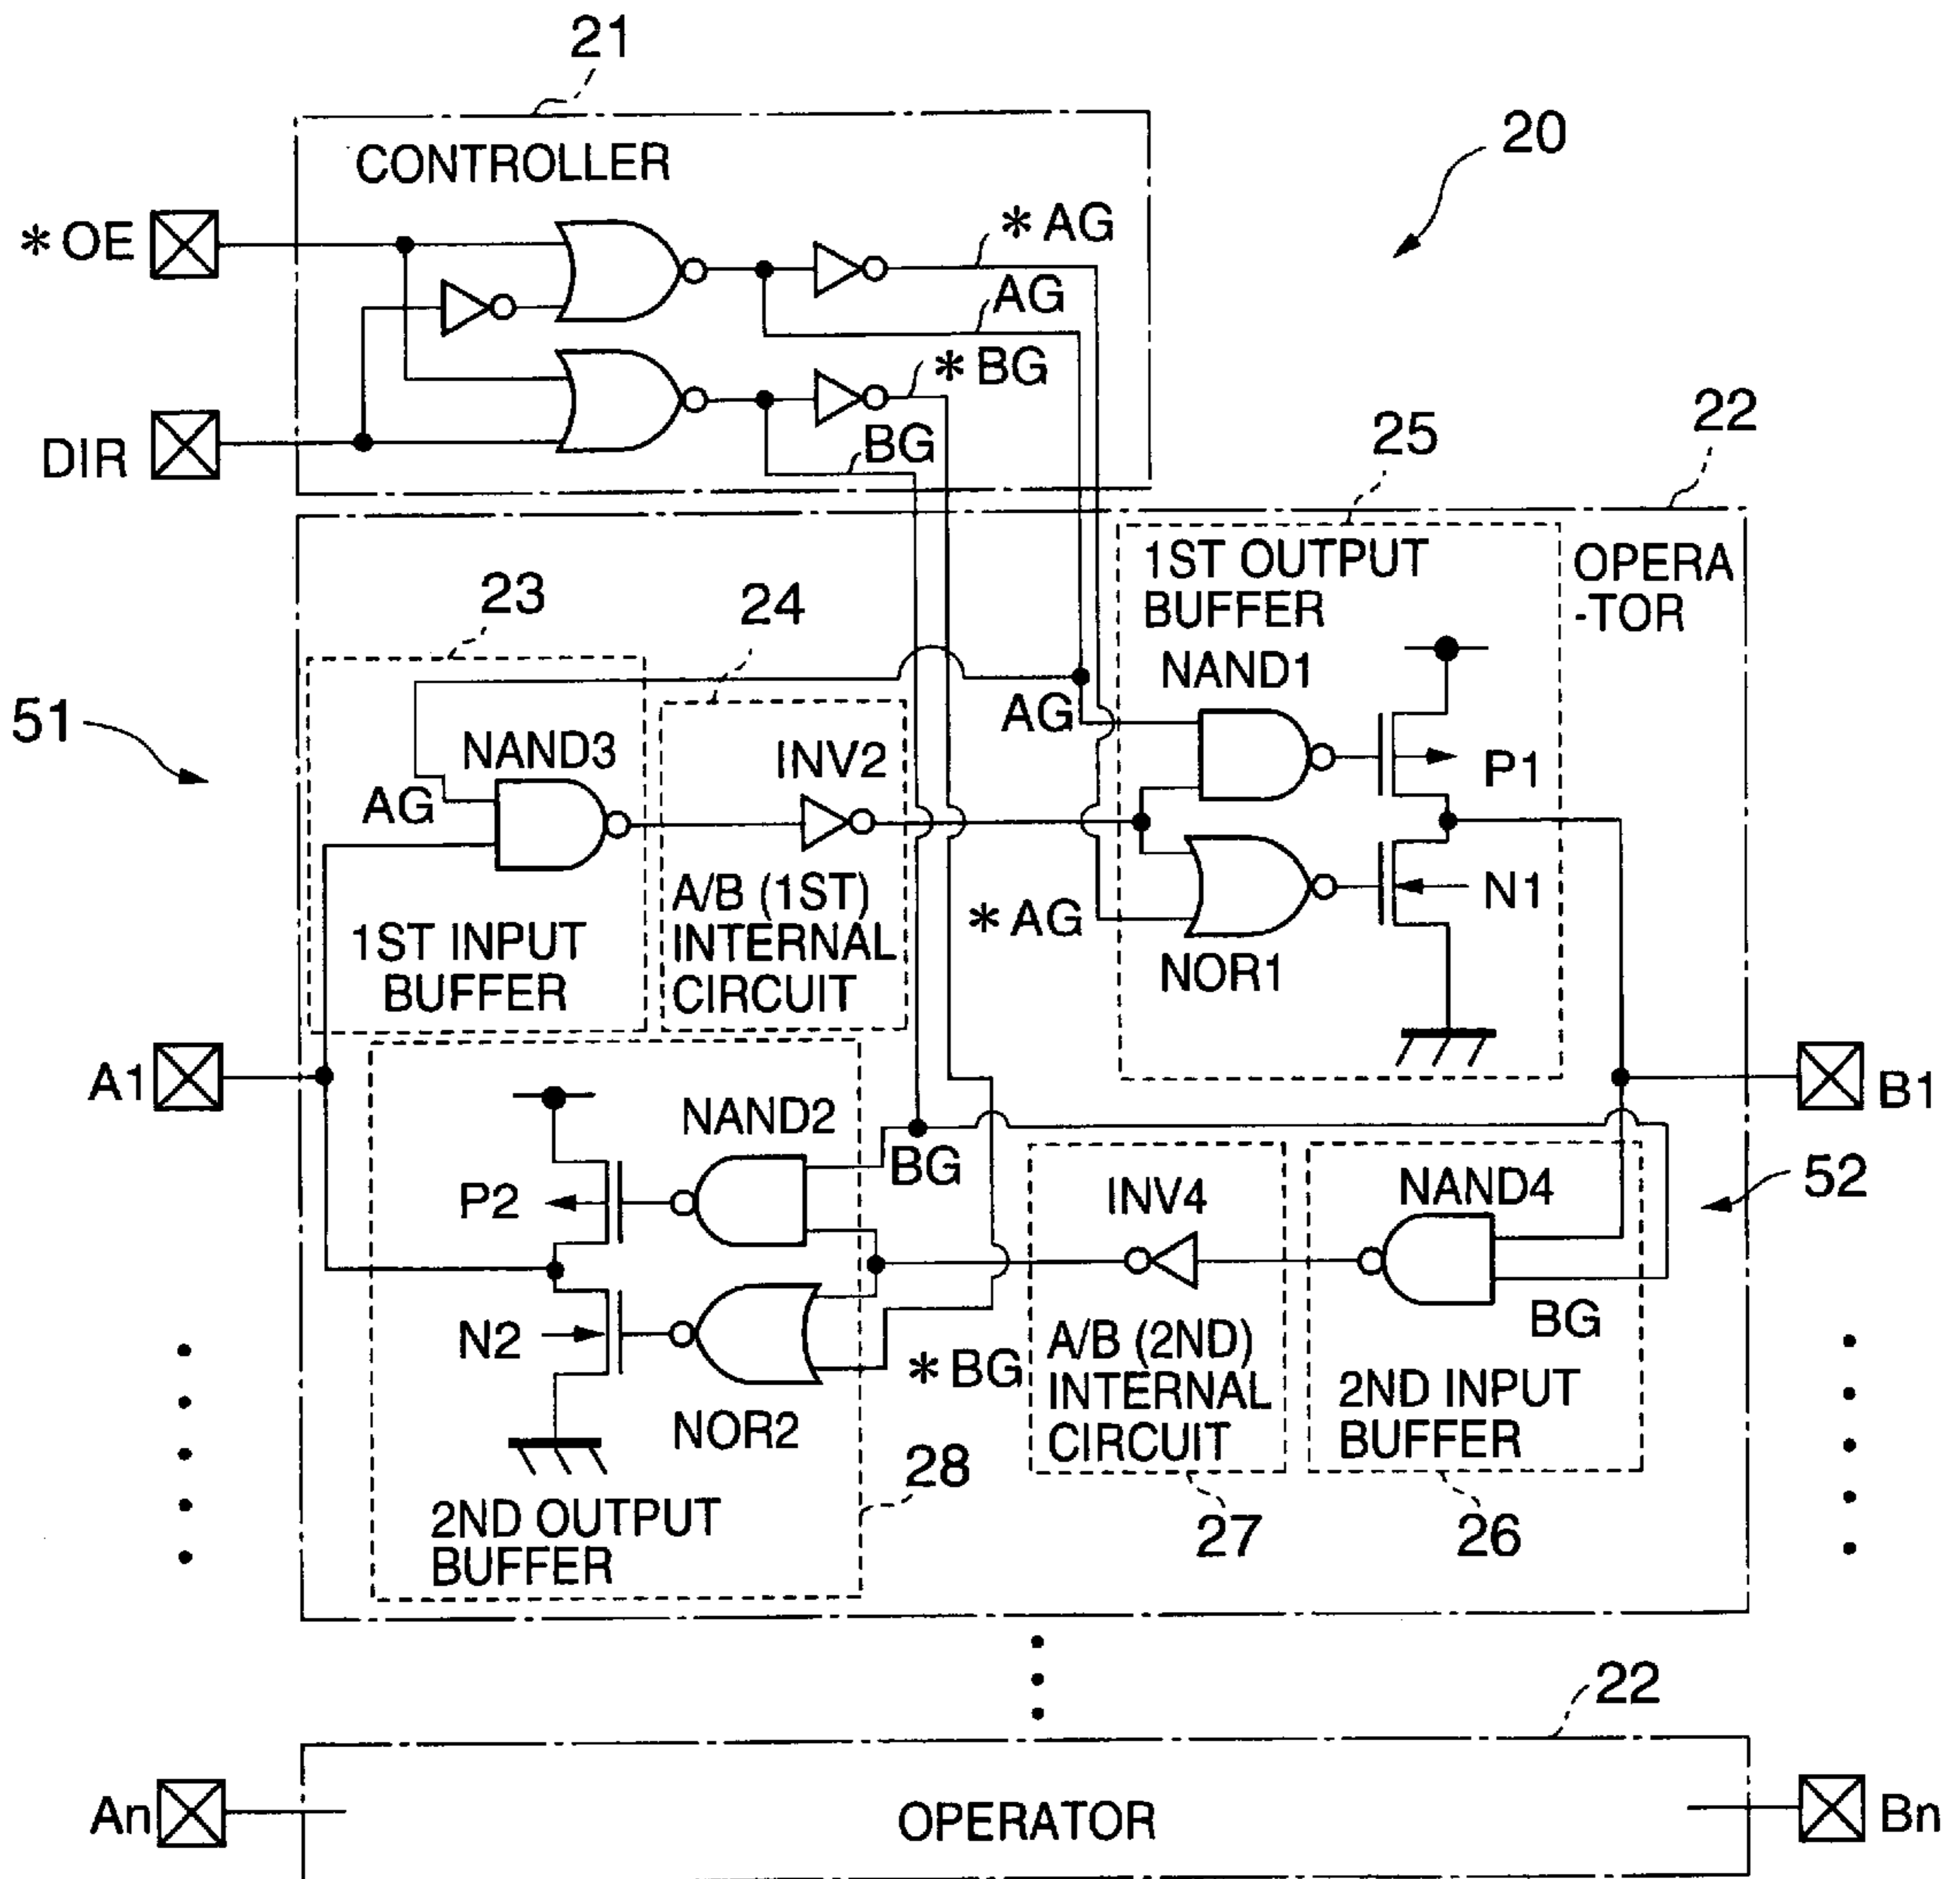 21
CONTROLLER
20
*OE
*AG
AG
*BG
BG
DIR
22
25
1ST OUTPUT
BUFFER
OPERA
-TOR
23
24
51
NAND1
AG
P1
NAND3
INV2
AG
N1
*AG
NOR1
1ST INPUT
BUFFER
A/B (1ST)
INTERNAL
CIRCUIT
A1
B1
NAND2
BG
P2
INV4
NAND4
52
N2
BG
*BG
NOR2
A/B (2ND)
INTERNAL
CIRCUIT
2ND INPUT
BUFFER
28
27
26
2ND OUTPUT
BUFFER
22
An
OPERATOR
Bn